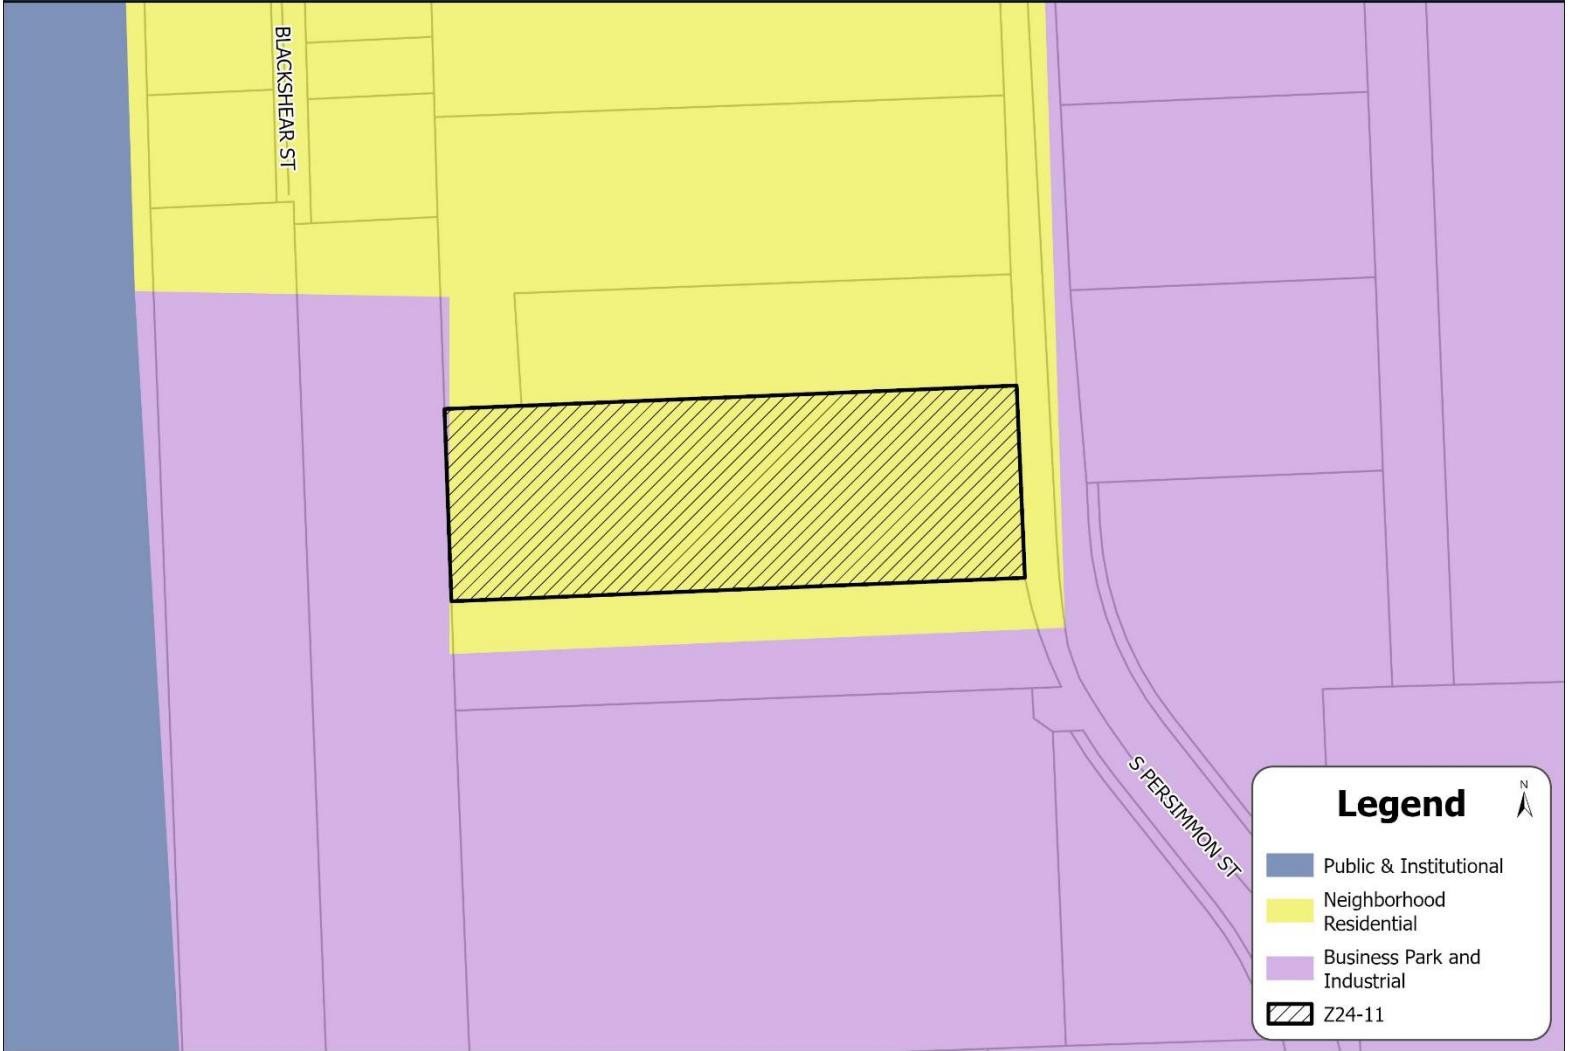 BLACKSHEAR ST
S PERSIMMON ST
Legend
N
Public & Institutional
Neighborhood
Residential
Business Park and
Industrial
Z24-11